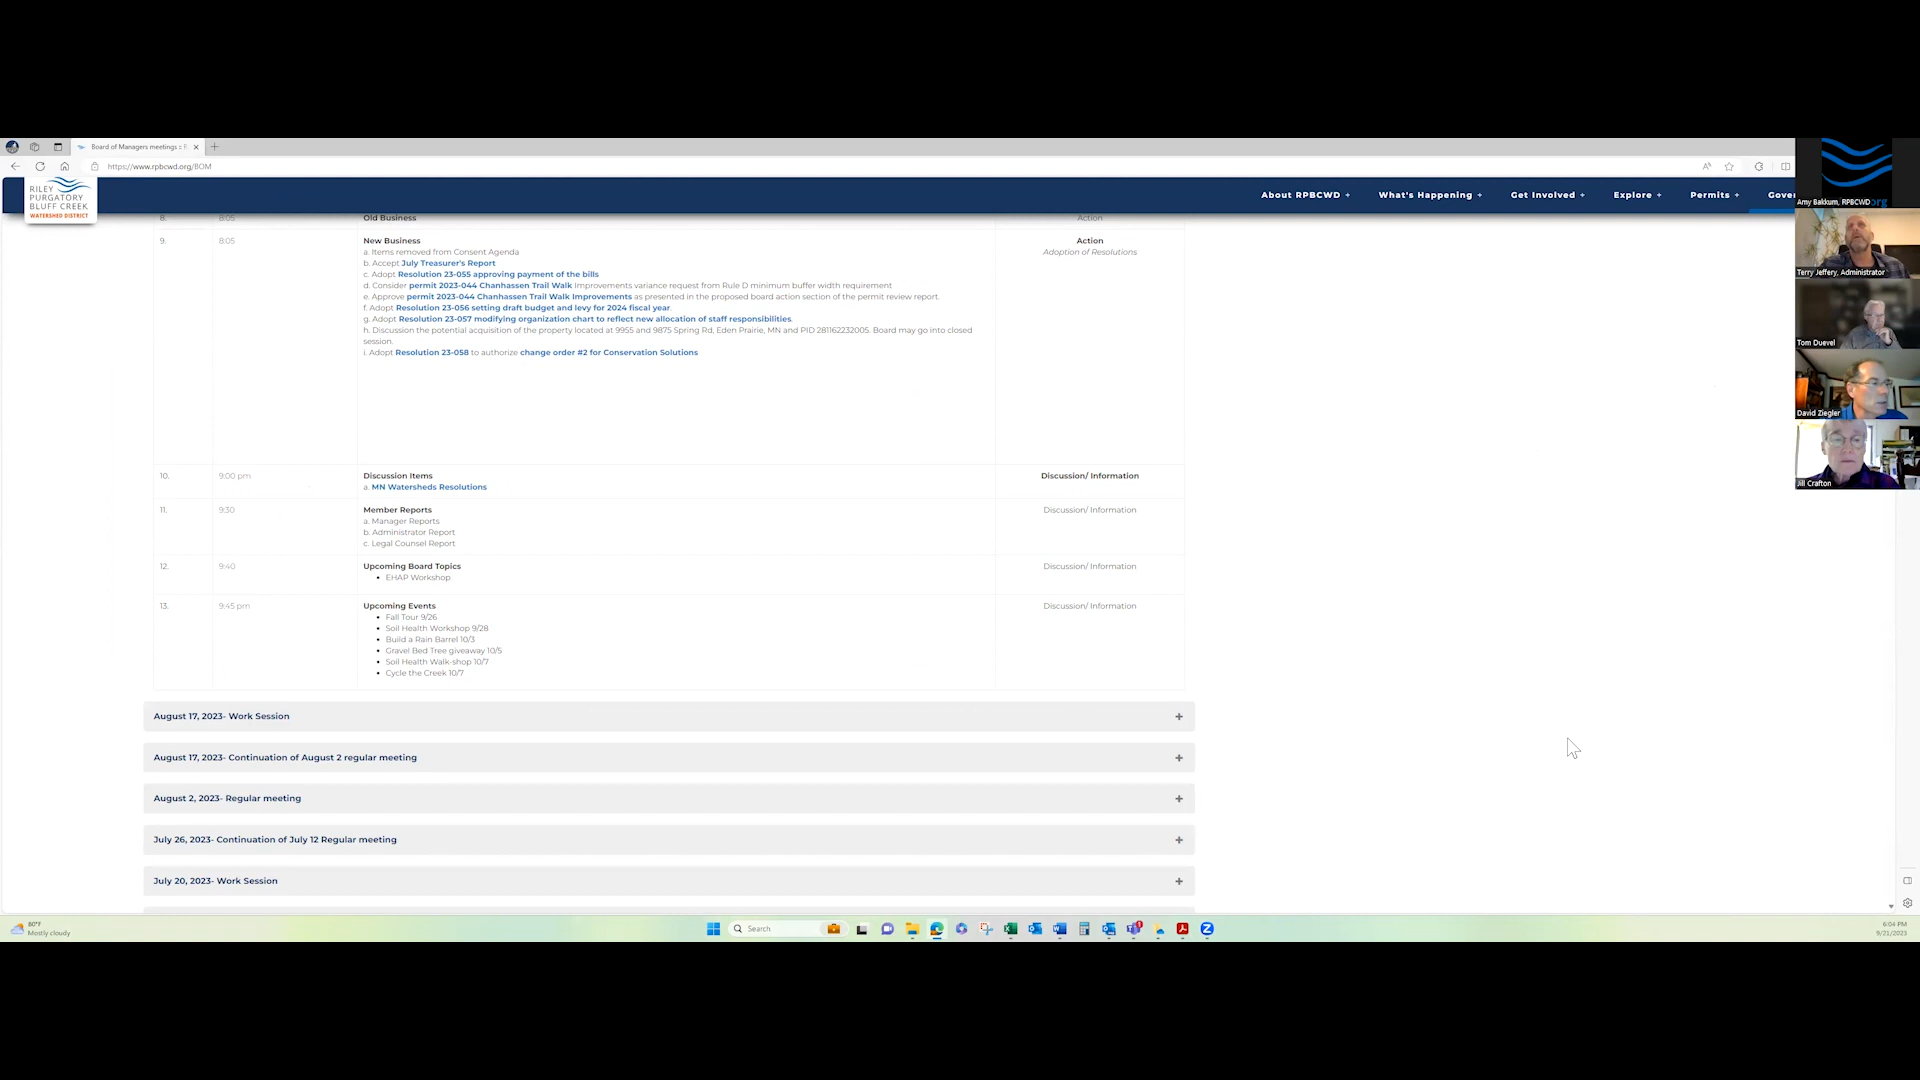 Board of Managers meetings :: R
https://www.rpbcwd.org/BOM
RILEY
PURGATORY
BLUFF CREEK
WATERSHED DISTRICT
About RPBCWD +
What's Happening +
Get Involved +
Explore +
Permits +
Gover
8. 8:05 Old Business Action
9. 8:05 New Business Action
a. Items removed from Consent Agenda Adoption of Resolutions
b. Accept July Treasurer's Report
c. Adopt Resolution 23-055 approving payment of the bills
d. Consider permit 2023-044 Chanhassen Trail Walk Improvements variance request from Rule D minimum buffer width requirement
e. Approve permit 2023-044 Chanhassen Trail Walk Improvements as presented in the proposed board action section of the permit review report.
f. Adopt Resolution 23-056 setting draft budget and levy for 2024 fiscal year.
g. Adopt Resolution 23-057 modifying organization chart to reflect new allocation of staff responsibilities.
h. Discussion the potential acquisition of the property located at 9955 and 9875 Spring Rd, Eden Prairie, MN and PID 281162232005. Board may go into closed
session.
i. Adopt Resolution 23-058 to authorize change order #2 for Conservation Solutions
10. 9:00 pm Discussion Items Discussion/ Information
a. MN Watersheds Resolutions
11. 9:30 Member Reports Discussion/ Information
a. Manager Reports
b. Administrator Report
c. Legal Counsel Report
12. 9:40 Upcoming Board Topics Discussion/ Information
• EHAP Workshop
13. 9:45 pm Upcoming Events Discussion/ Information
• Fall Tour 9/26
• Soil Health Workshop 9/28
• Build a Rain Barrel 10/3
• Gravel Bed Tree giveaway 10/5
• Soil Health Walk-shop 10/7
• Cycle the Creek 10/7
August 17, 2023- Work Session +
August 17, 2023- Continuation of August 2 regular meeting +
August 2, 2023- Regular meeting +
July 26, 2023- Continuation of July 12 Regular meeting +
July 20, 2023- Work Session +
Amy Bakkum, RPBCWD
Terry Jeffery, Administrator
Tom Duevel
David Ziegler
Jill Crafton
80°F
Mostly cloudy
Search
6:04 PM
9/21/2023